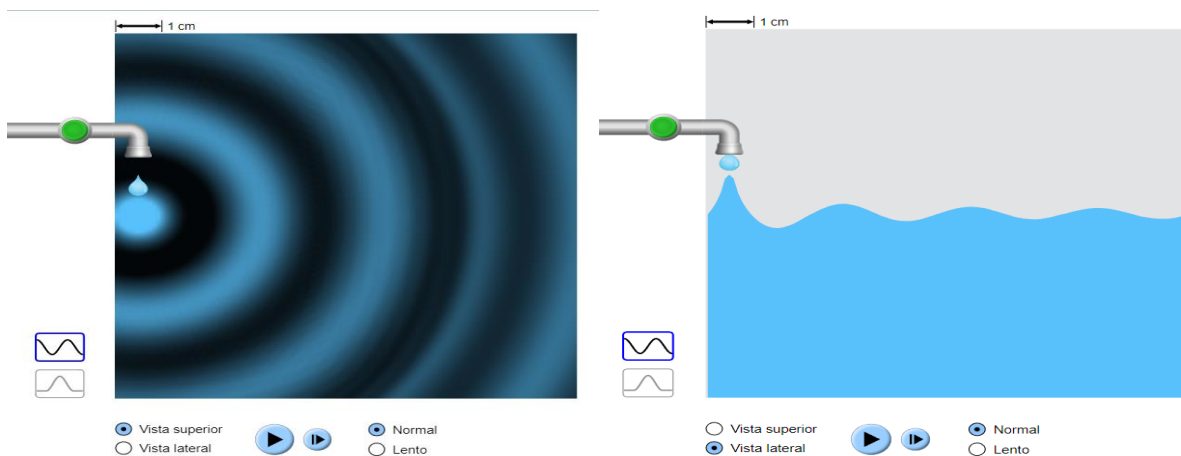 1 cm
Vista superior
Vista lateral
Normal
Lento
1 cm
Vista superior
Vista lateral
Normal
Lento